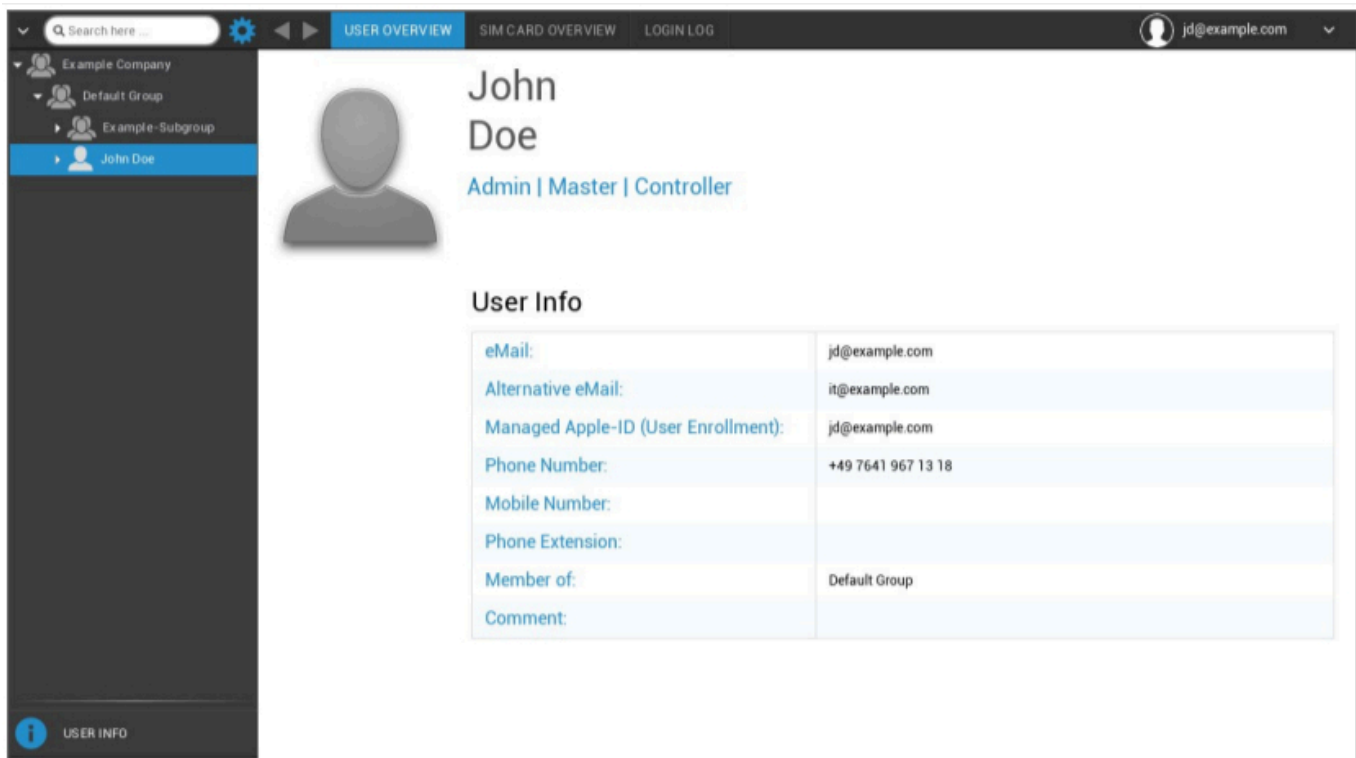 Search here ...
USER OVERVIEW
SIM CARD OVERVIEW
LOGIN LOG
jd@example.com
Example Company
Default Group
Example-Subgroup
John Doe
John
Doe
Admin | Master | Controller
User Info
eMail: jd@example.com
Alternative eMail: it@example.com
Managed Apple-ID (User Enrollment): jd@example.com
Phone Number: +49 7641 967 13 18
Mobile Number:
Phone Extension:
Member of: Default Group
Comment:
USER INFO